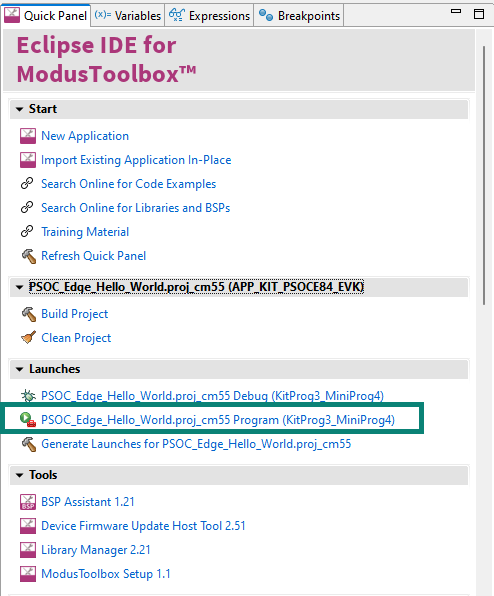 Quick Panel (x)= Variables Expressions Breakpoints
Eclipse IDE for
ModusToolbox™
Start
New Application
Import Existing Application In-Place
Search Online for Code Examples
Search Online for Libraries and BSPs
Training Material
Refresh Quick Panel
PSOC_Edge_Hello_World.proj_cm55 (APP_KIT_PSOCE84_EVK)
Build Project
Clean Project
Launches
PSOC_Edge_Hello_World.proj_cm55 Debug (KitProg3_MiniProg4)
PSOC_Edge_Hello_World.proj_cm55 Program (KitProg3_MiniProg4)
Generate Launches for PSOC_Edge_Hello_World.proj_cm55
Tools
BSP BSP Assistant 1.21
Device Firmware Update Host Tool 2.51
Library Manager 2.21
ModusToolbox Setup 1.1